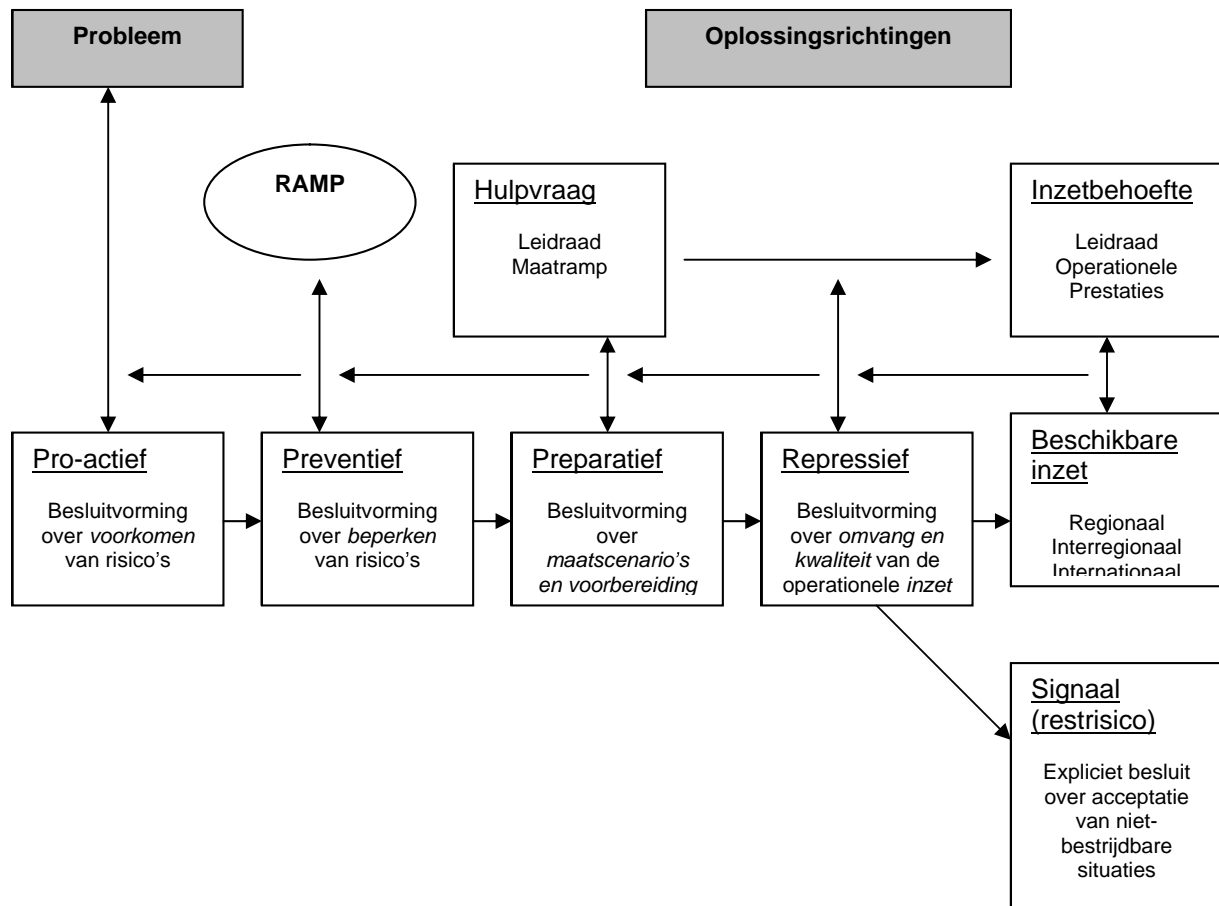 Probleem
Oplossingsrichtingen
RAMP
Hulpvraag
Leidraad
Maatramp
Inzetbehoefte
Leidraad
Operationele
Prestaties
Pro-actief
Besluitvorming
over voorkomen
van risico's
Preventief
Besluitvorming
over beperken
van risico's
Preparatief
Besluitvorming
over
maatscenario's
en voorbereiding
Repressief
Besluitvorming
over omvang en
kwaliteit van de
operationele inzet
Beschikbare
inzet
Regionaal
Interregionaal
Internationaal
Signaal
(restrisico)
Expliciet besluit
over acceptatie
van niet-
bestrijdbare
situaties